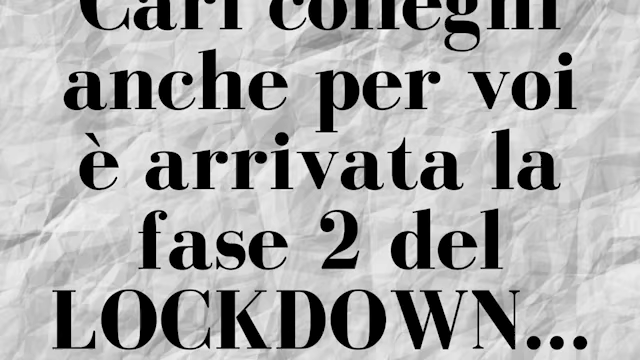 Cari colleghi
anche per voi
è arrivata la
fase 2 del
LOCKDOWN...